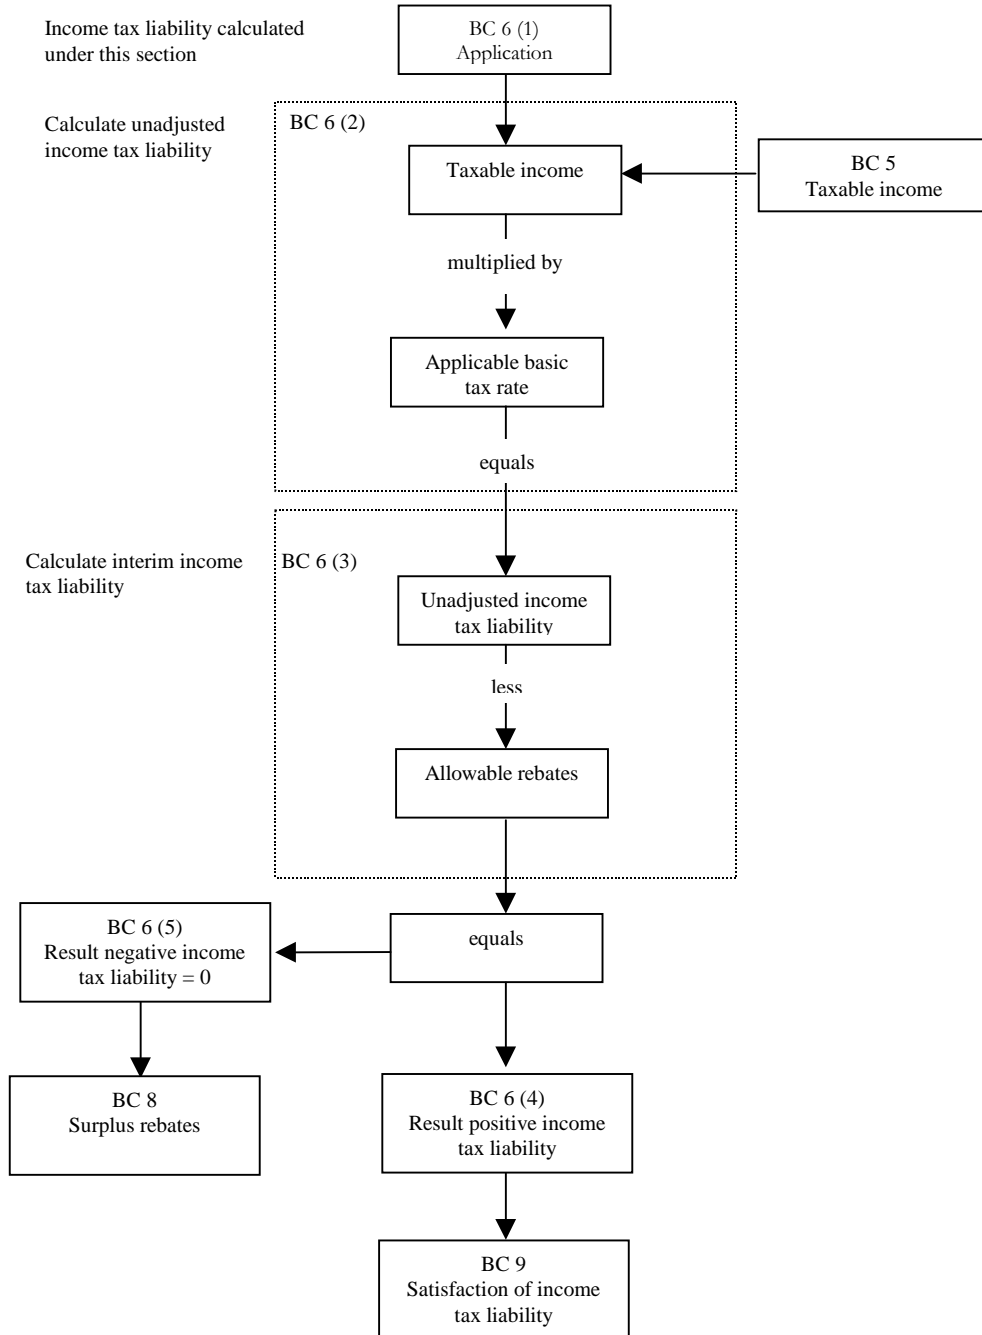 Income tax liability calculated
under this section
BC 6 (1)
Application
Calculate unadjusted
income tax liability
BC 6 (2)
Taxable income
BC 5
Taxable income
multiplied by
Applicable basic
tax rate
equals
Calculate interim income
tax liability
BC 6 (3)
Unadjusted income
tax liability
less
Allowable rebates
equals
BC 6 (5)
Result negative income
tax liability = 0
BC 8
Surplus rebates
BC 6 (4)
Result positive income
tax liability
BC 9
Satisfaction of income
tax liability